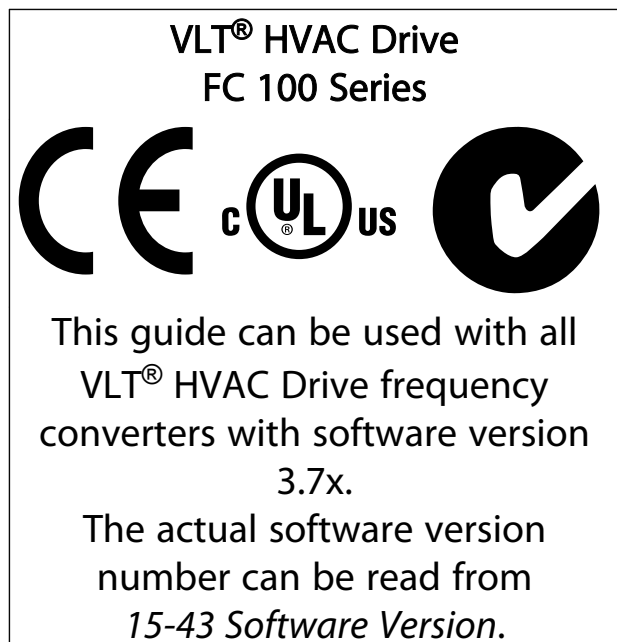 VLT® HVAC Drive
FC 100 Series
CE
C UL® US
This guide can be used with all
VLT® HVAC Drive frequency
converters with software version
3.7x.
The actual software version
number can be read from
15-43 Software Version.